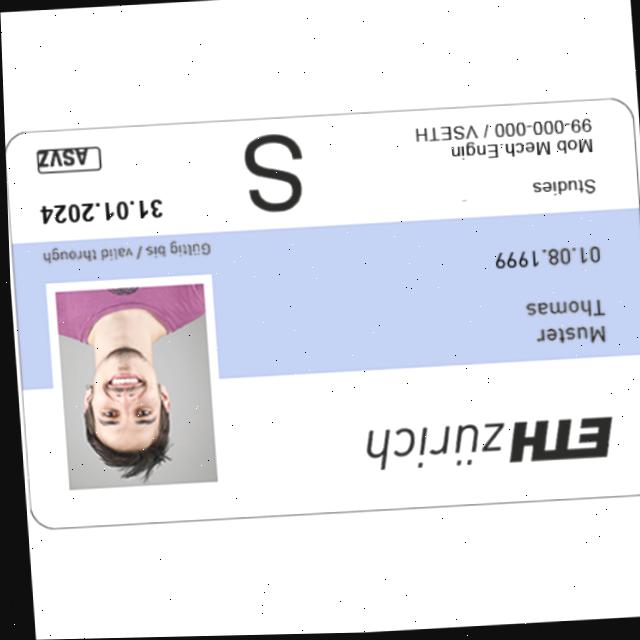 ETH zürich
Muster
Thomas
01.08.1999
Gültig bis / valid through
Studies
31.01.2024
S
Mob Mech.Engin
99-000-000 / VSETH
ASVZ